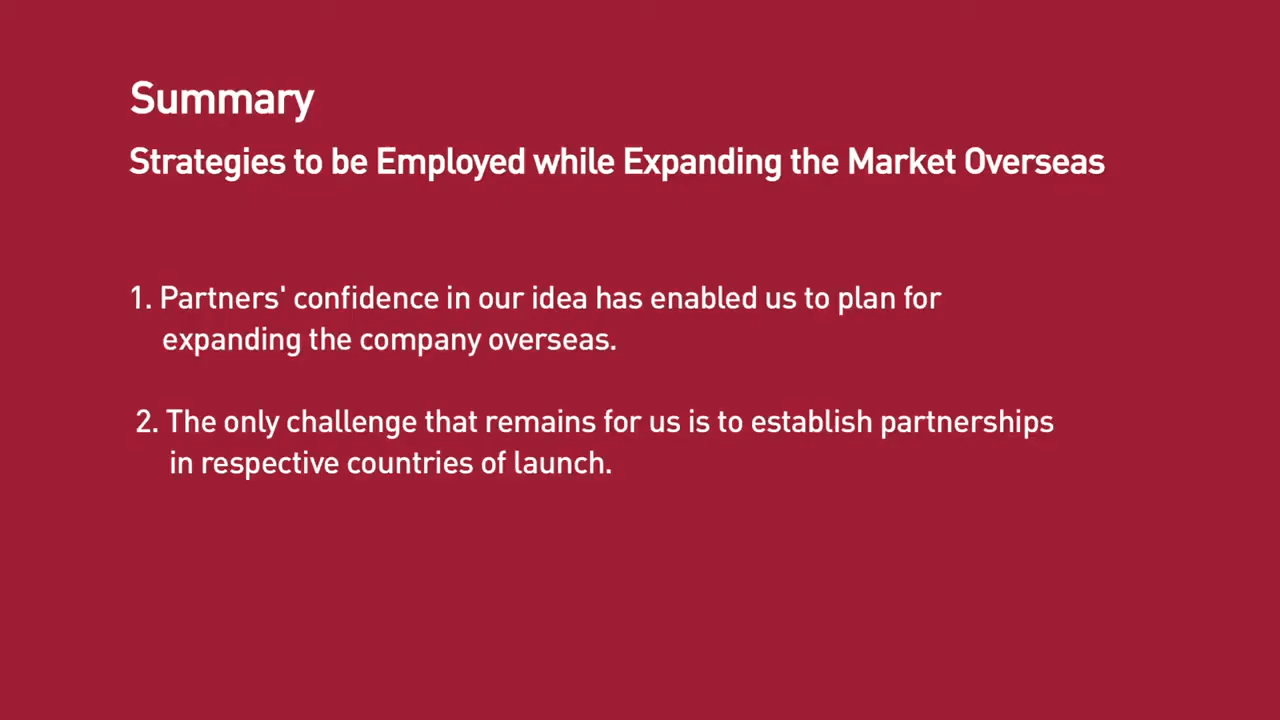 Summary
Strategies to be Employed while Expanding the Market Overseas
1. Partners' confidence in our idea has enabled us to plan for
expanding the company overseas.
2. The only challenge that remains for us is to establish partnerships
in respective countries of launch.